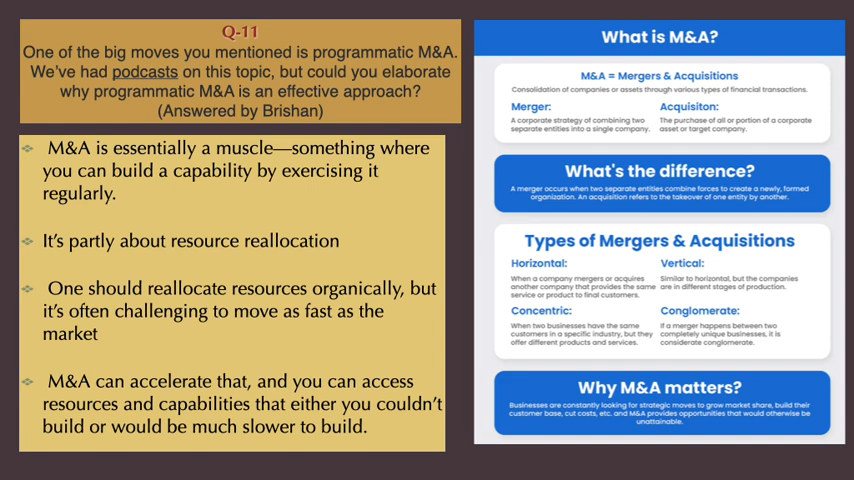 Q-11
One of the big moves you mentioned is programmatic M&A.
We've had podcasts on this topic, but could you elaborate
why programmatic M&A is an effective approach?
(Answered by Brishan)
M&A is essentially a muscle—something where
you can build a capability by exercising it
regularly.
It's partly about resource reallocation
One should reallocate resources organically, but
it's often challenging to move as fast as the
market
M&A can accelerate that, and you can access
resources and capabilities that either you couldn't
build or would be much slower to build.
What is M&A?
M&A = Mergers & Acquisitions
Consolidation of companies or assets through various types of financial transactions.
Merger:
A corporate strategy of combining two
separate entities into a single company.
Acquisiton:
The purchase of all or portion of a corporate
asset or target company.
What's the difference?
A merger occurs when two separate entities combine forces to create a newly, formed
organization. An acquisition refers to the takeover of one entity by another.
Types of Mergers & Acquisitions
Horizontal:
When a company mergers or acquires
another company that provides the same
service or product to final customers.
Vertical:
Similar to horizontal, but the companies
are in different stages of production.
Concentric:
When two businesses have the same
customers in a specific industry, but they
offer different products and services.
Conglomerate:
If a merger happens between two
completely unique businesses, it is
considerate conglomerate.
Why M&A matters?
Businesses are constantly looking for strategic moves to grow market share, build their
customer base, cut costs, etc. and M&A provides opportunities that would otherwise be
unattainable.